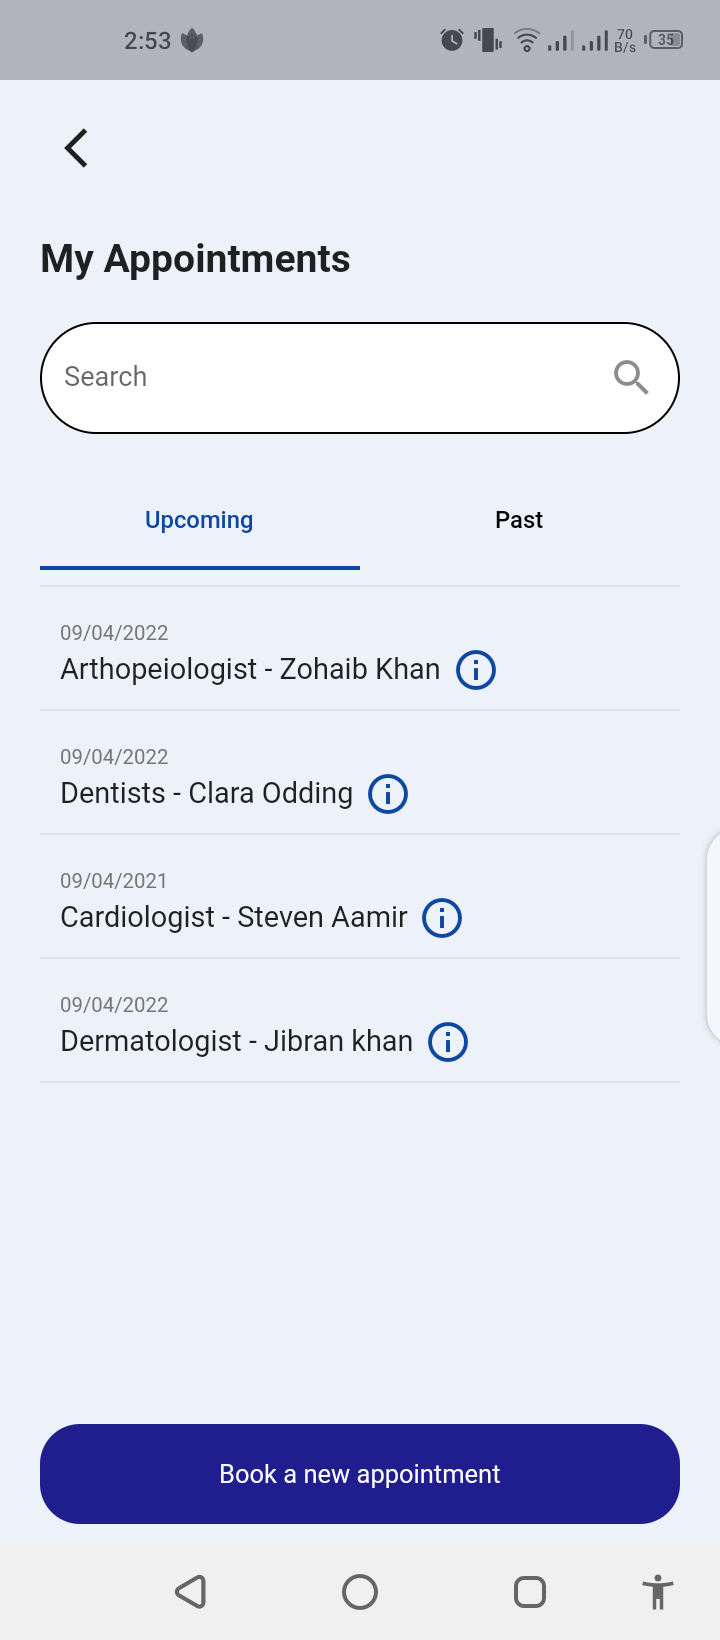 2:53
70
B/s
35
My Appointments
Search
Upcoming
Past
09/04/2022
Arthopeiologist - Zohaib Khan
09/04/2022
Dentists - Clara Odding
09/04/2021
Cardiologist - Steven Aamir
09/04/2022
Dermatologist - Jibran khan
Book a new appointment